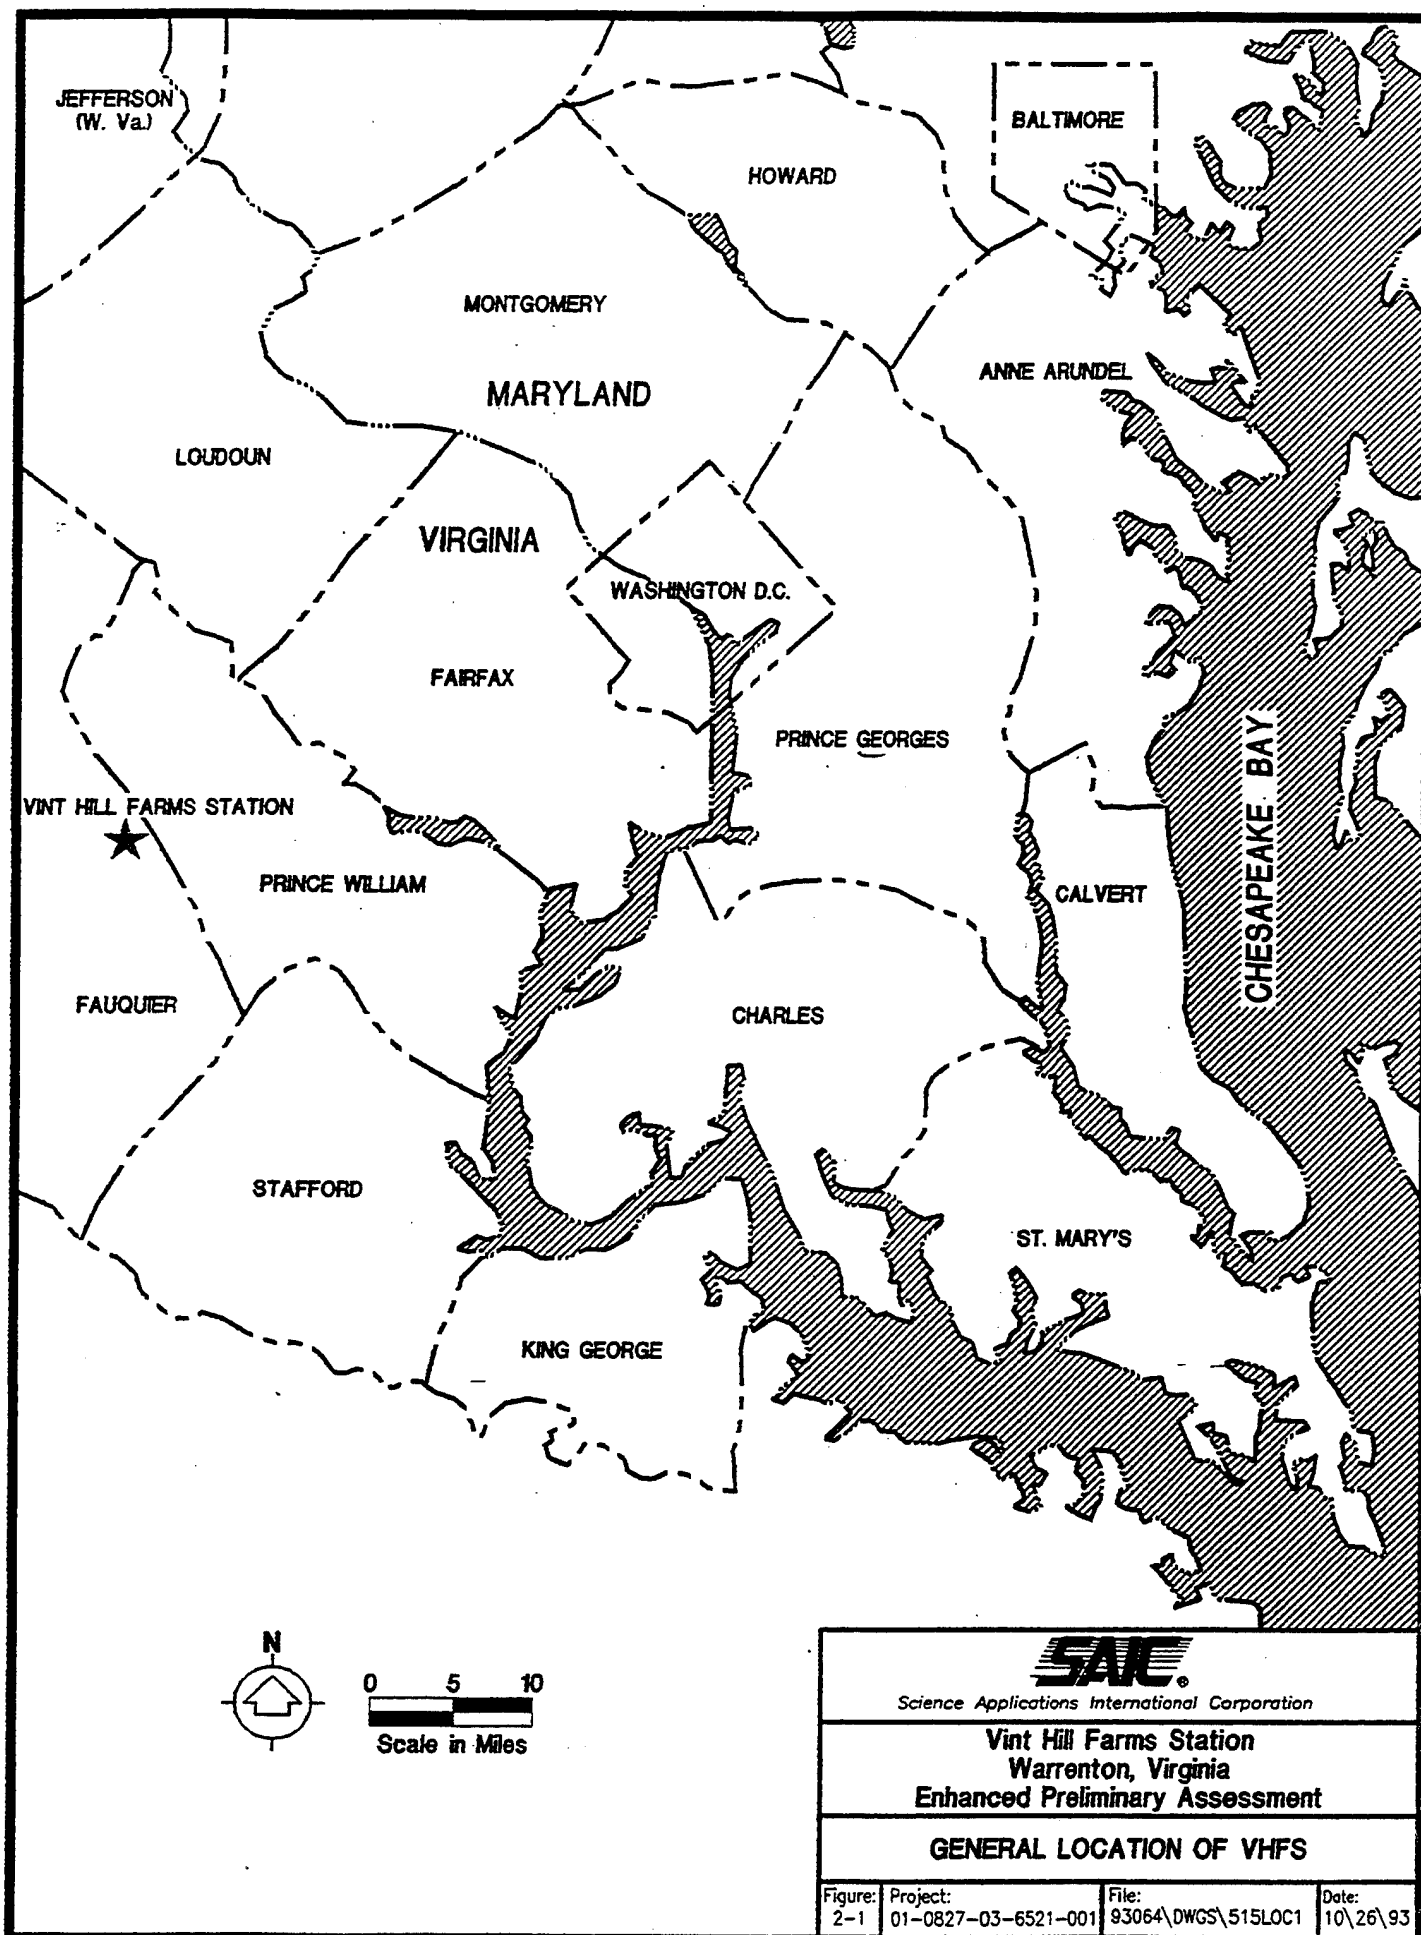 JEFFERSON
(W. Va.)
BALTIMORE
HOWARD
MONTGOMERY
ANNE ARUNDEL
MARYLAND
LOUDOUN
VIRGINIA
WASHINGTON D.C.
FAIRFAX
PRINCE GEORGES
CHESAPEAKE BAY
VINT HILL FARMS STATION
PRINCE WILLIAM
CALVERT
FAUQUIER
CHARLES
STAFFORD
ST. MARY'S
KING GEORGE
N
0 5 10
Scale in Miles
SAIC®
Science Applications International Corporation
Vint Hill Farms Station
Warrenton, Virginia
Enhanced Preliminary Assessment
GENERAL LOCATION OF VHFS
Figure: Project: File: Date:
2-1 01-0827-03-6521-001 93064\DWGS\515LOC1 10\26\93